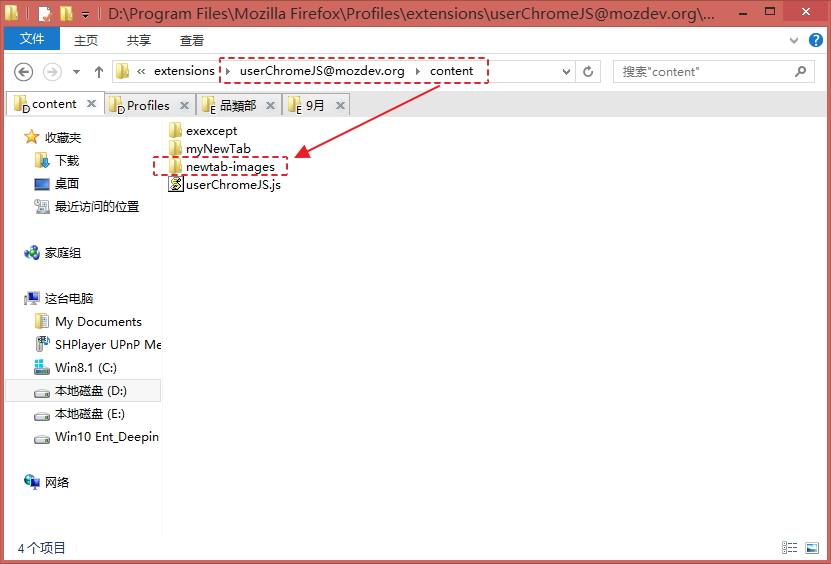 D:\Program Files\Mozilla Firefox\Profiles\extensions\userChromeJS@mozdev.org\...
文件 主页 共享 查看
« extensions userChromeJS@mozdev.org content 搜索"content"
D content D Profiles E 品類部 E 9月
收藏夹
下载
桌面
最近访问的位置
家庭组
这台电脑
My Documents
SHPlayer UPnP Me
Win8.1 (C:)
本地磁盘 (D:)
本地磁盘 (E:)
Win10 Ent_Deepin
网络
exexcept
myNewTab
newtab-images
userChromeJS.js
4 个项目